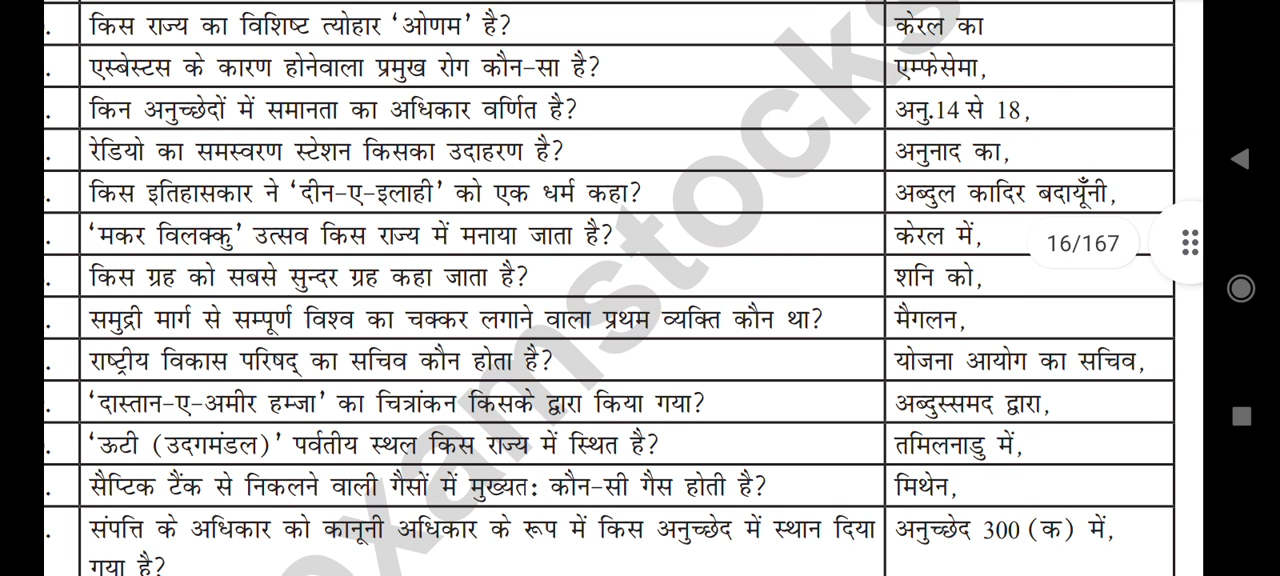 . किस राज्य का विशिष्ट त्योहार ‘ओणम’ है? केरल का
. एस्बेस्टस के कारण होनेवाला प्रमुख रोग कौन-सा है? एम्फेसेमा,
. किन अनुच्छेदों में समानता का अधिकार वर्णित है? अनु.14 से 18,
. रेडियो का समस्वरण स्टेशन किसका उदाहरण है? अनुनाद का,
. किस इतिहासकार ने ‘दीन-ए-इलाही’ को एक धर्म कहा? अब्दुल कादिर बदायूँनी,
. ‘मकर विलक्कु’ उत्सव किस राज्य में मनाया जाता है? केरल में,
16/167
. किस ग्रह को सबसे सुन्दर ग्रह कहा जाता है? शनि को,
. समुद्री मार्ग से सम्पूर्ण विश्व का चक्कर लगाने वाला प्रथम व्यक्ति कौन था? मैगलन,
. राष्ट्रीय विकास परिषद् का सचिव कौन होता है? योजना आयोग का सचिव,
. ‘दास्तान-ए-अमीर हम्जा’ का चित्रांकन किसके द्वारा किया गया? अब्दुस्समद द्वारा,
. ‘ऊटी (उदगमंडल)’ पर्वतीय स्थल किस राज्य में स्थित है? तमिलनाडु में,
. सैप्टिक टैंक से निकलने वाली गैसों में मुख्यत: कौन-सी गैस होती है? मिथेन,
. संपत्ति के अधिकार को कानूनी अधिकार के रूप में किस अनुच्छेद में स्थान दिया अनुच्छेद 300 (क) में,
गया है?
examstocks